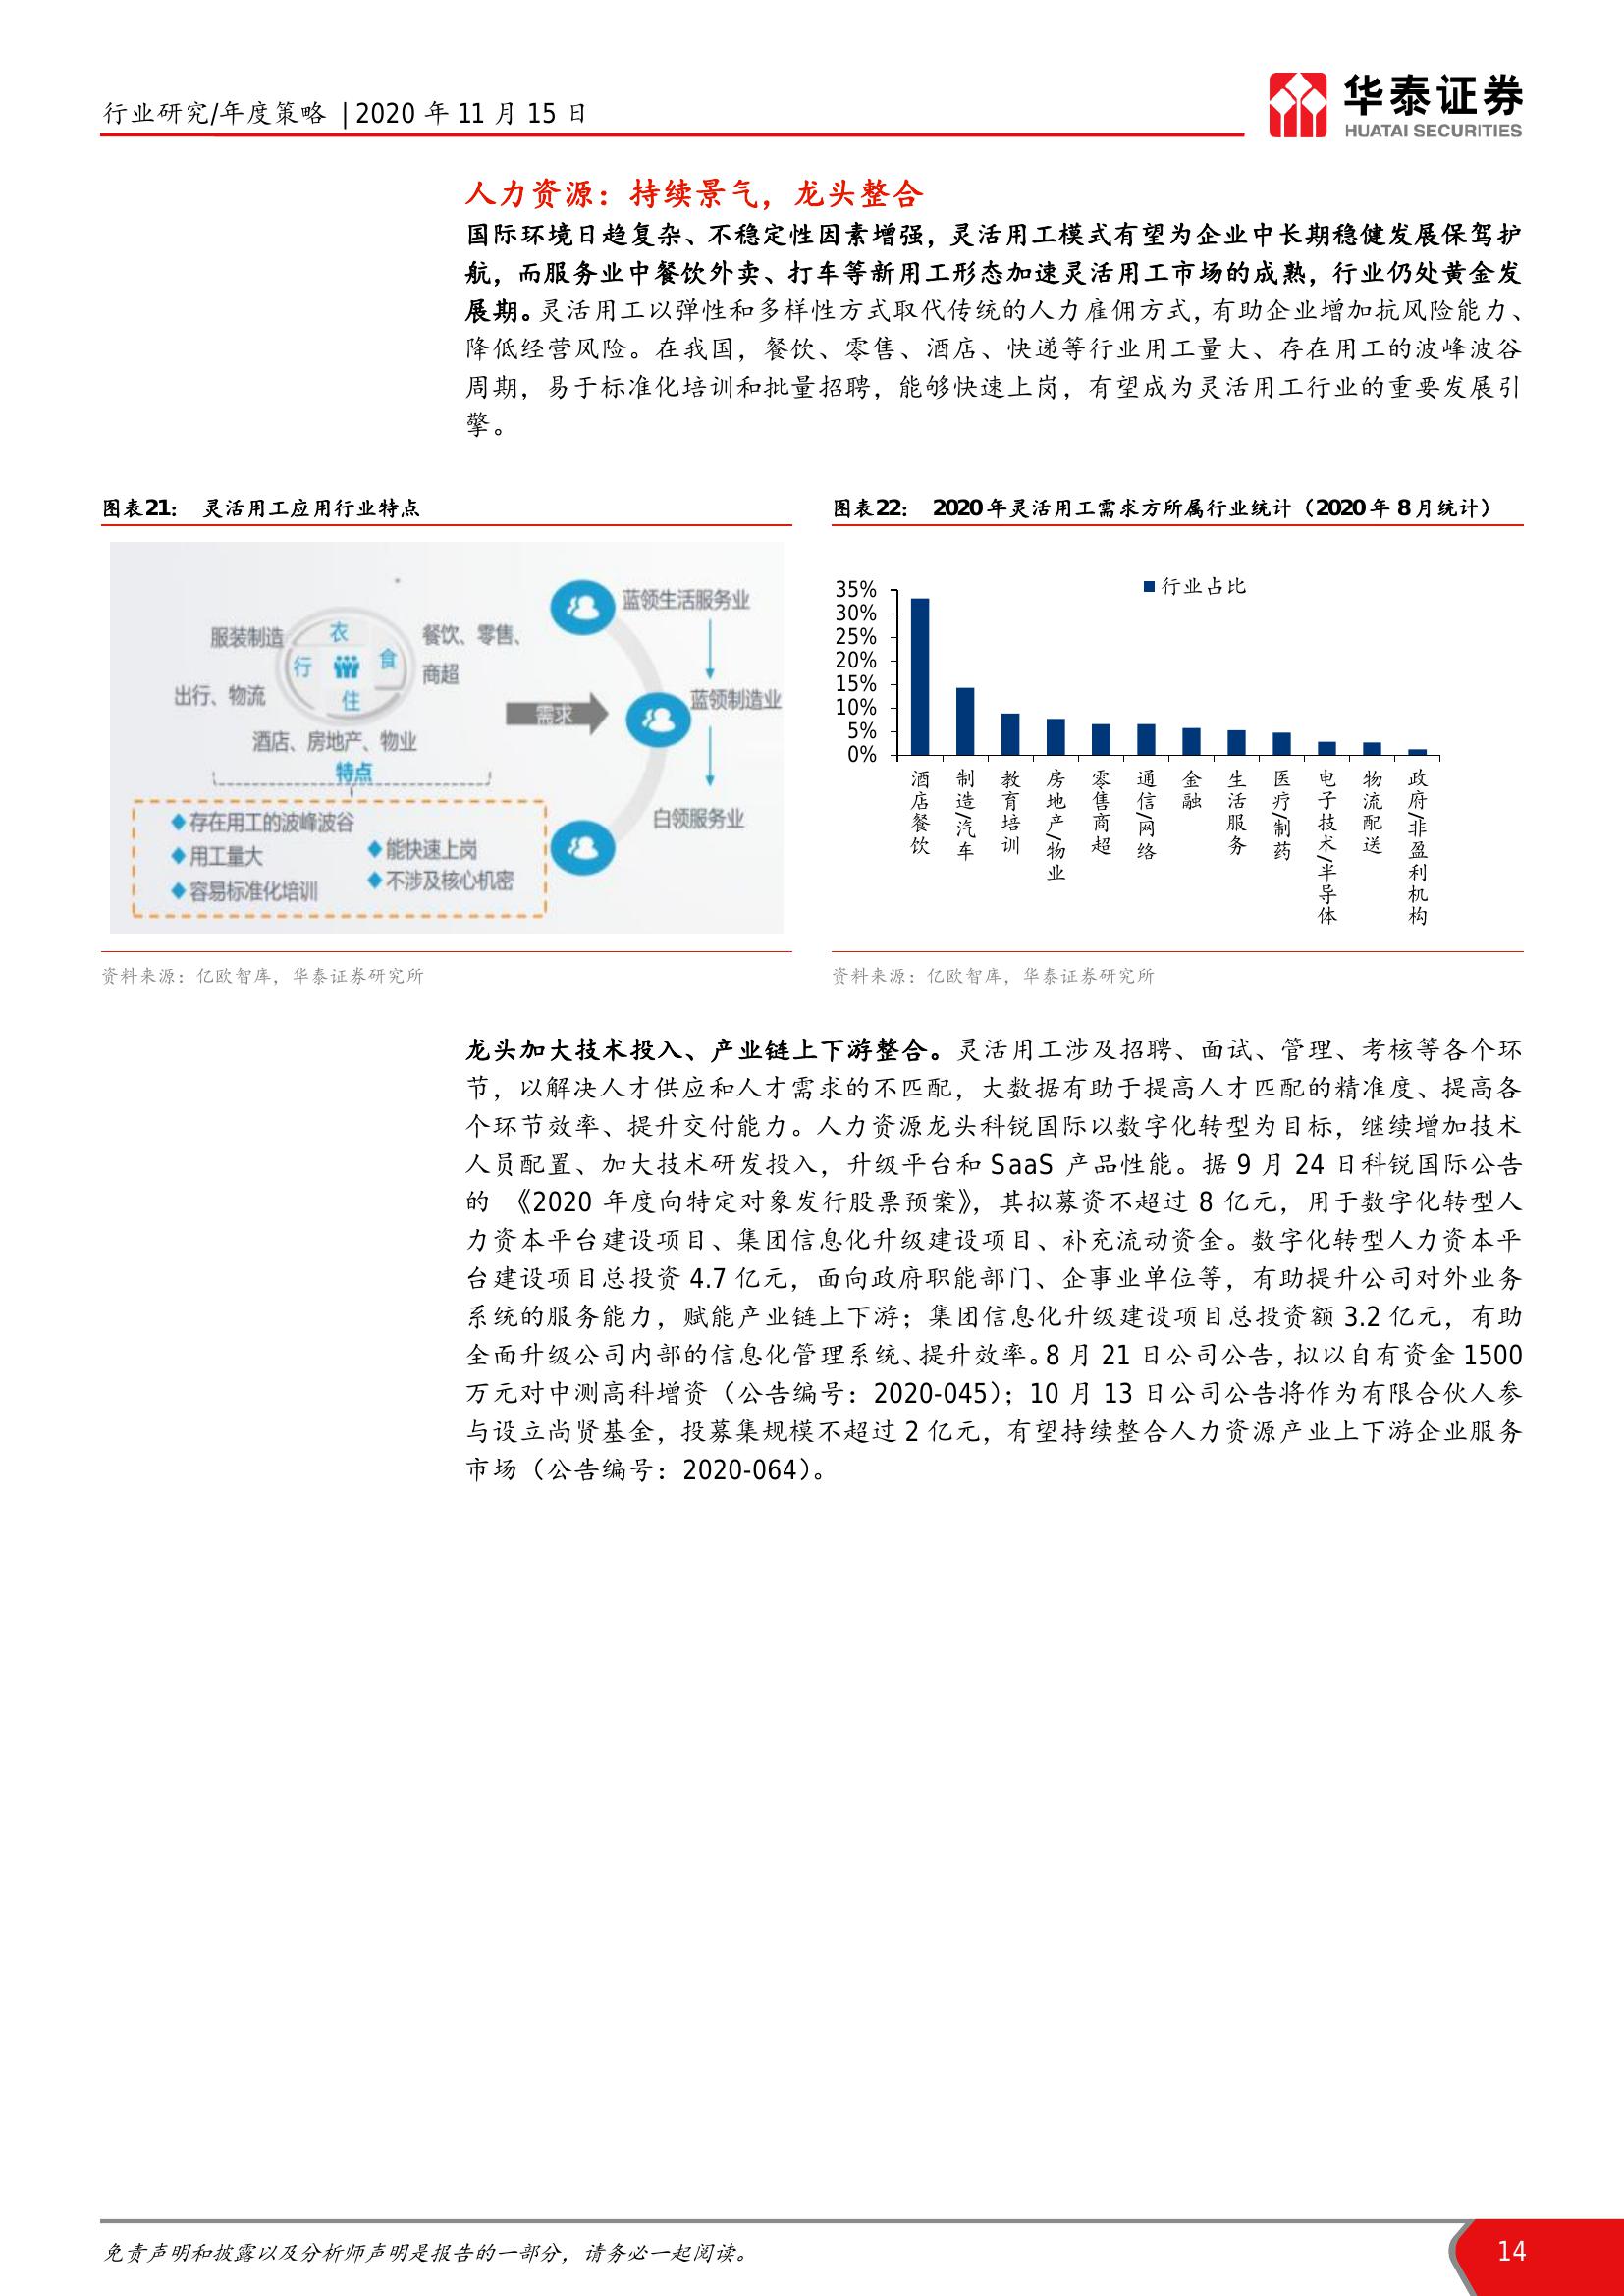 行业研究/年度策略 | 2020 年 11 月 15 日
华泰证券
HUATAI SECURITIES
人力资源：持续景气，龙头整合
国际环境日趋复杂、不稳定性因素增强，灵活用工模式有望为企业中长期稳健发展保驾护
航，而服务业中餐饮外卖、打车等新用工形态加速灵活用工市场的成熟，行业仍处黄金发
展期。灵活用工以弹性和多样性方式取代传统的人力雇佣方式，有助企业增加抗风险能力、
降低经营风险。在我国，餐饮、零售、酒店、快递等行业用工量大、存在用工的波峰波谷
周期，易于标准化培训和批量招聘，能够快速上岗，有望成为灵活用工行业的重要发展引
擎。
图表21： 灵活用工应用行业特点
服装制造
衣
行
食
住
餐饮、零售、
商超
出行、物流
酒店、房地产、物业
特点
存在用工的波峰波谷
用工量大
容易标准化培训
能快速上岗
不涉及核心机密
需求
蓝领生活服务业
蓝领制造业
白领服务业
资料来源：亿欧智库，华泰证券研究所
图表22： 2020 年灵活用工需求方所属行业统计（2020 年 8 月统计）
行业占比
35%
30%
25%
20%
15%
10%
5%
0%
酒店餐饮
制造/汽车
教育培训
房地产/物业
零售商超
通信/网络
金融
生活服务
医疗/制药
电子技术/半导体
物流配送
政府/非盈利机构
资料来源：亿欧智库，华泰证券研究所
龙头加大技术投入、产业链上下游整合。灵活用工涉及招聘、面试、管理、考核等各个环
节，以解决人才供应和人才需求的不匹配，大数据有助于提高人才匹配的精准度、提高各
个环节效率、提升交付能力。人力资源龙头科锐国际以数字化转型为目标，继续增加技术
人员配置、加大技术研发投入，升级平台和 SaaS 产品性能。据 9 月 24 日科锐国际公告
的 《2020 年度向特定对象发行股票预案》，其拟募资不超过 8 亿元，用于数字化转型人
力资本平台建设项目、集团信息化升级建设项目、补充流动资金。数字化转型人力资本平
台建设项目总投资 4.7 亿元，面向政府职能部门、企事业单位等，有助提升公司对外业务
系统的服务能力，赋能产业链上下游；集团信息化升级建设项目总投资额 3.2 亿元，有助
全面升级公司内部的信息化管理系统、提升效率。8 月 21 日公司公告，拟以自有资金 1500
万元对中测高科增资（公告编号：2020-045）；10 月 13 日公司公告将作为有限合伙人参
与设立尚贤基金，投募集规模不超过 2 亿元，有望持续整合人力资源产业上下游企业服务
市场（公告编号：2020-064）。
免责声明和披露以及分析师声明是报告的一部分，请务必一起阅读。
14